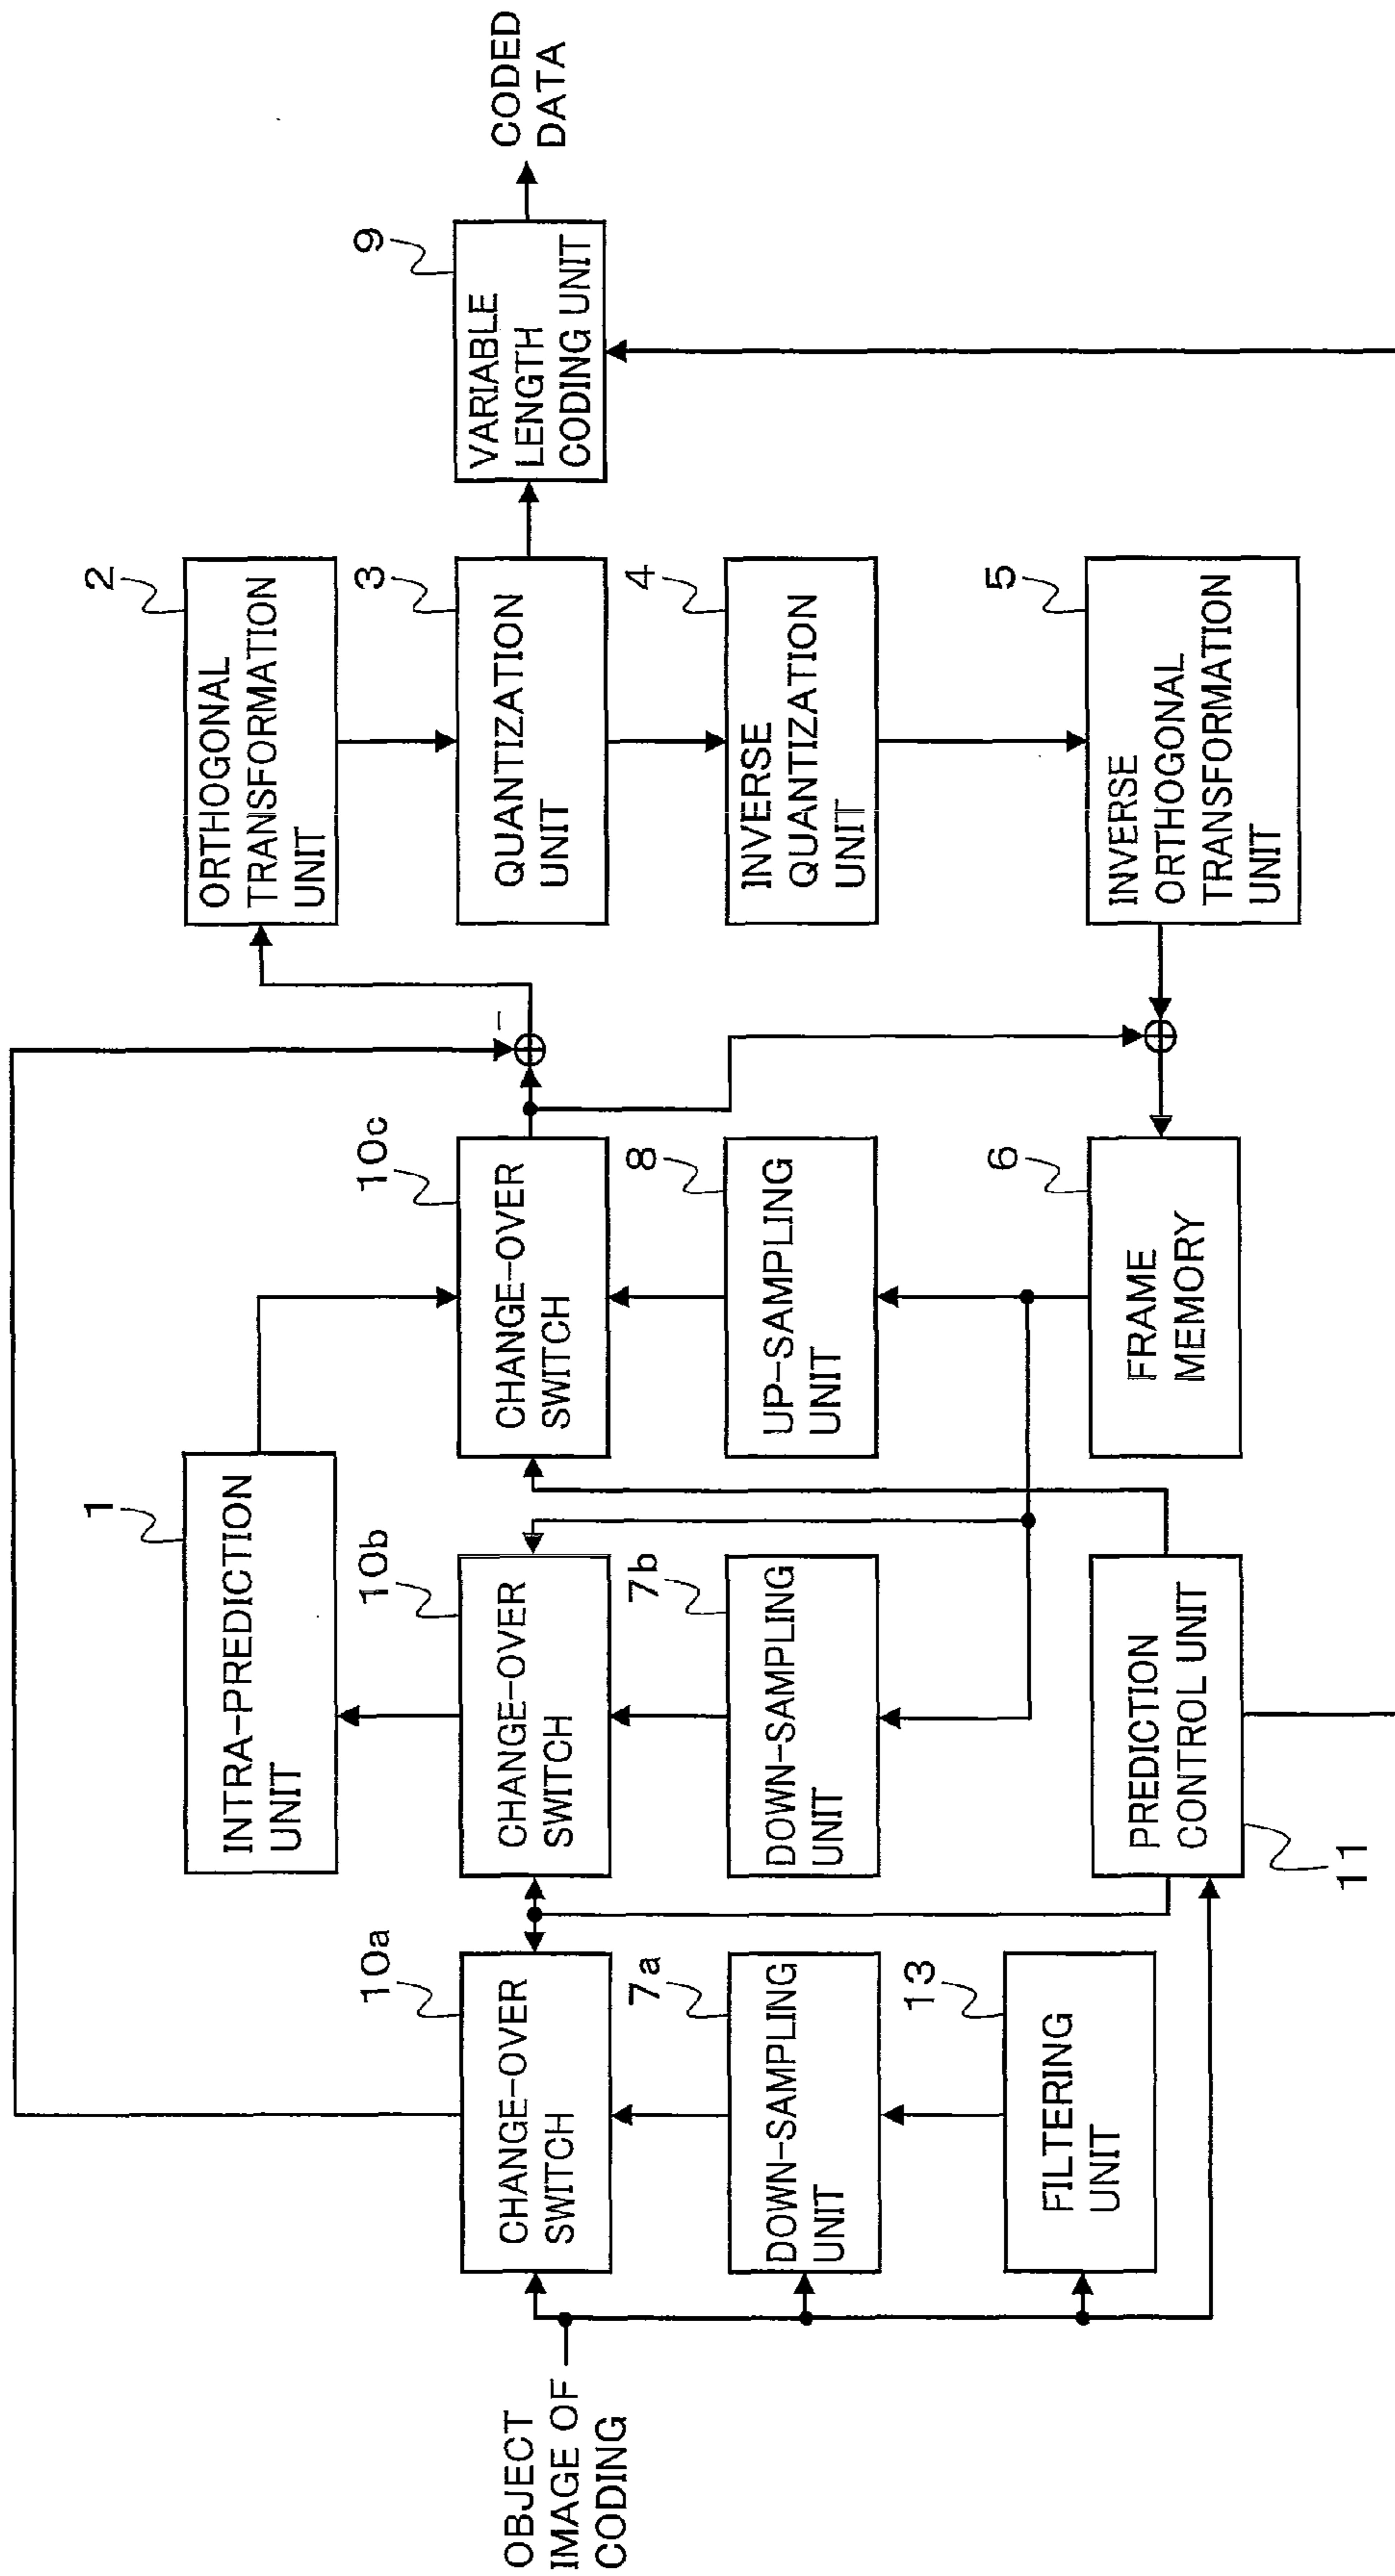 OBJECT
IMAGE OF
CODING
10a
CHANGE-OVER
SWITCH
7a
DOWN-SAMPLING
UNIT
13
FILTERING
UNIT
1
INTRA-PREDICTION
UNIT
10b
CHANGE-OVER
SWITCH
7b
DOWN-SAMPLING
UNIT
PREDICTION
CONTROL UNIT
11
10c
CHANGE-OVER
SWITCH
8
UP-SAMPLING
UNIT
6
FRAME
MEMORY
-
2
ORTHOGONAL
TRANSFORMATION
UNIT
3
QUANTIZATION
UNIT
4
INVERSE
QUANTIZATION
UNIT
5
INVERSE
ORTHOGONAL
TRANSFORMATION
UNIT
9
VARIABLE
LENGTH
CODING UNIT
CODED
DATA